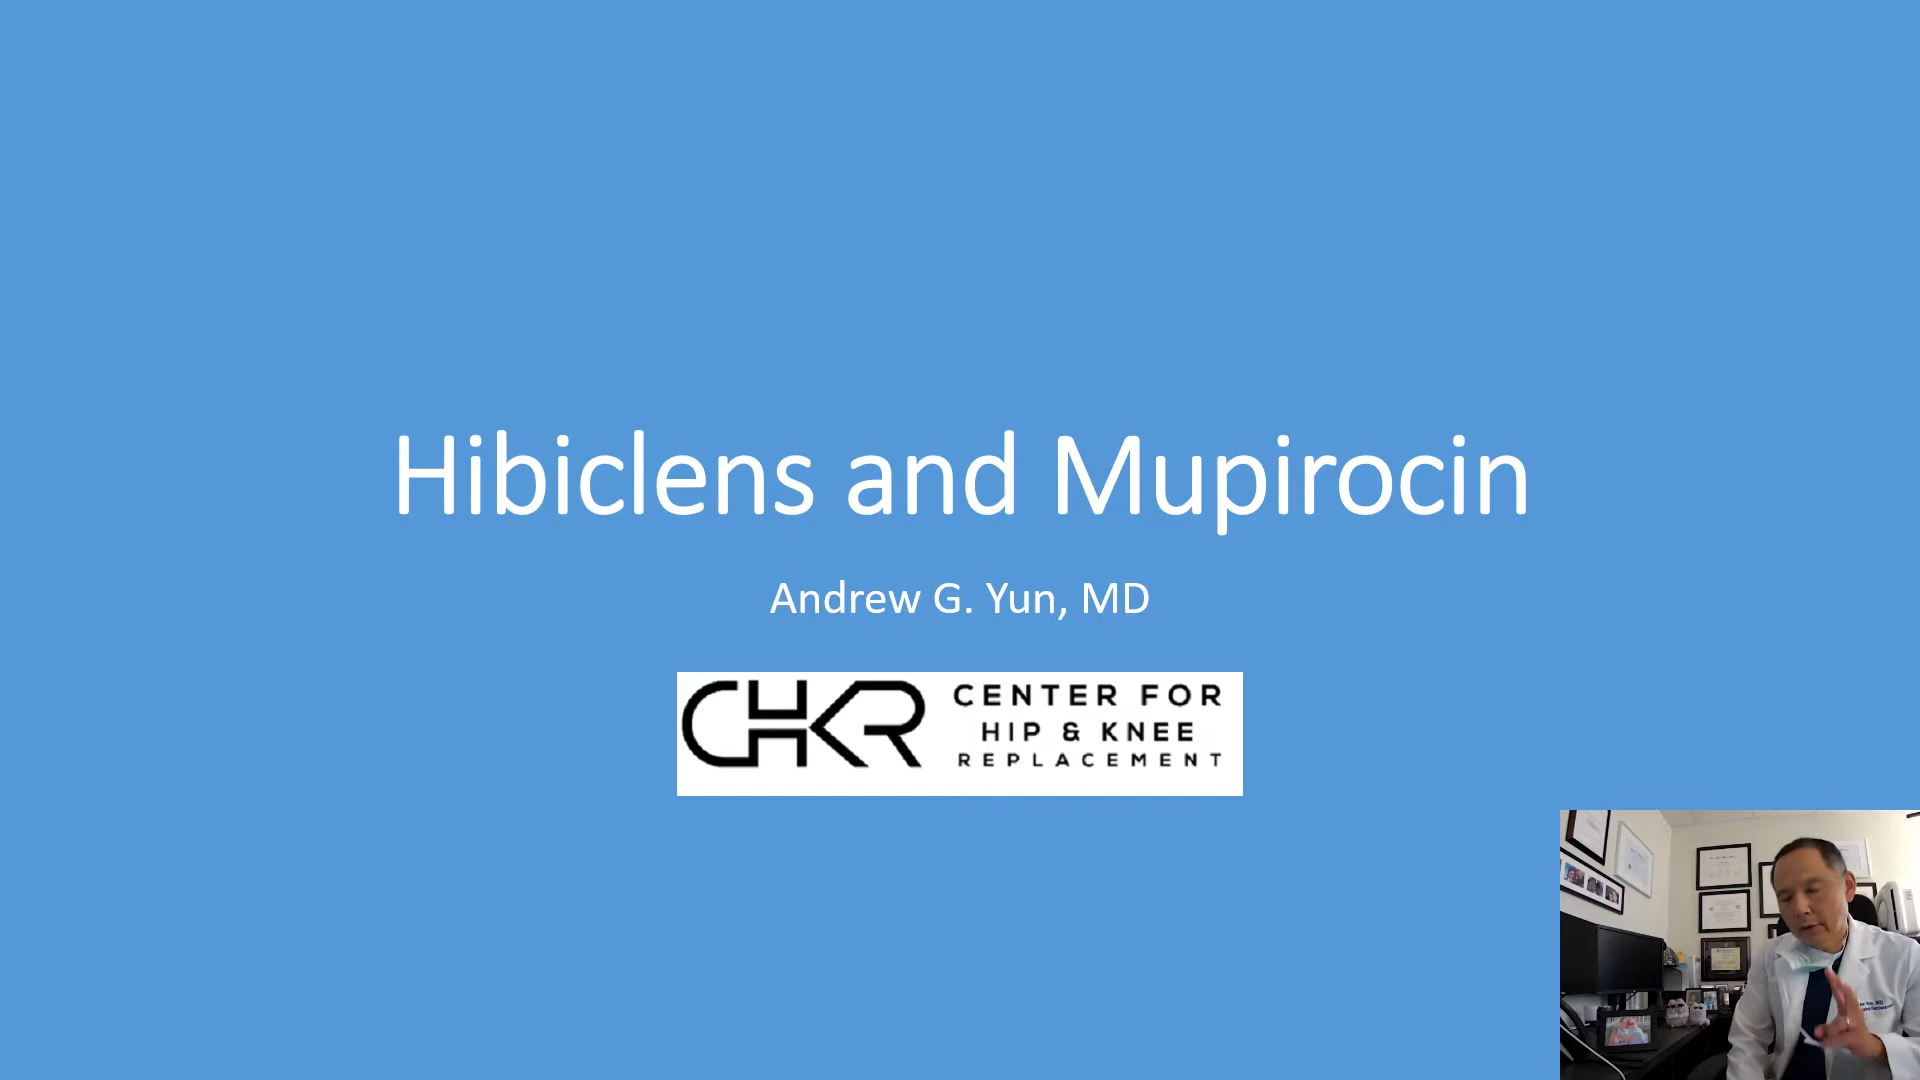 Hibiclens and Mupirocin
Andrew G. Yun, MD
CHKR
CENTER FOR
HIP & KNEE
REPLACEMENT